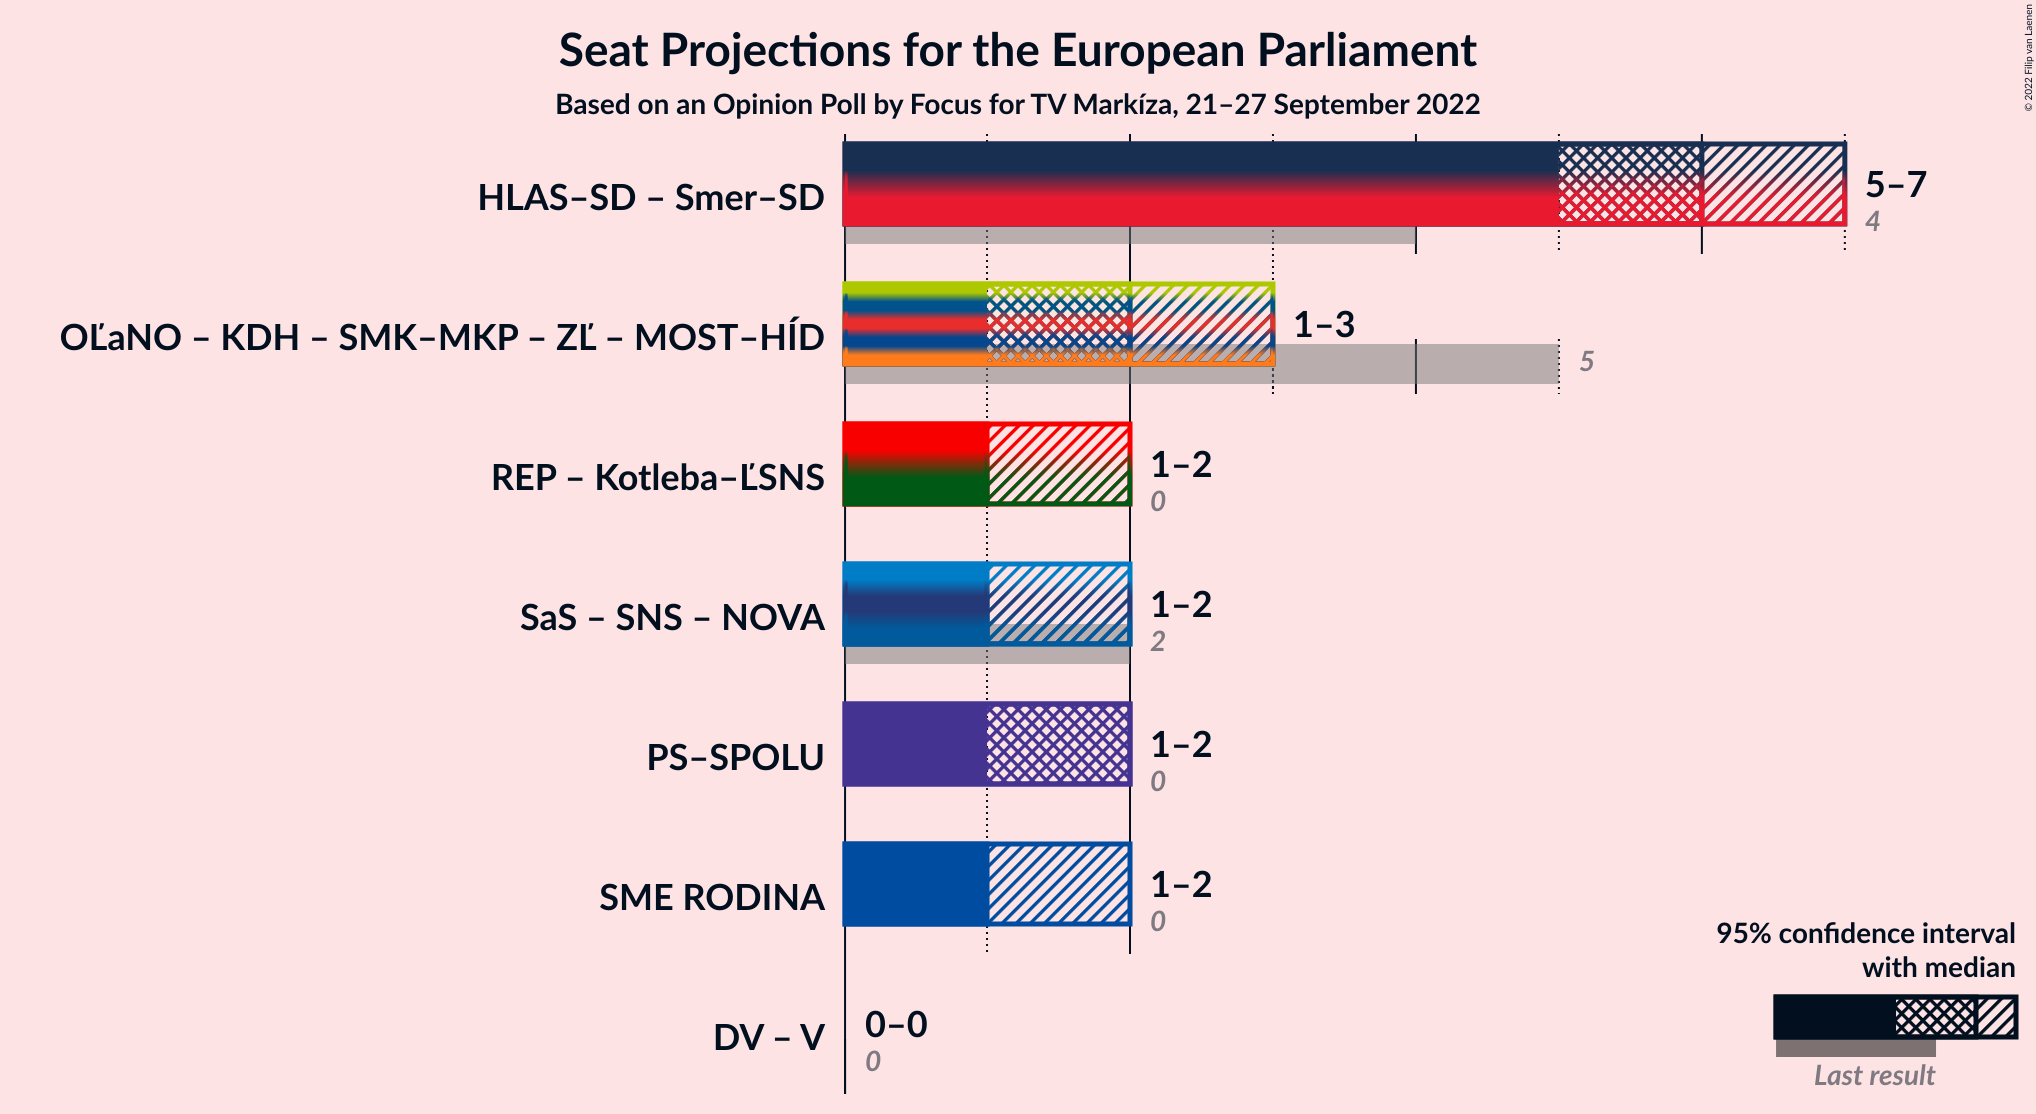 Seat Projections for the European Parliament
Based on an Opinion Poll by Focus for TV Markíza, 21–27 September 2022
© 2022 Filip van Laenen
HLAS–SD – Smer–SD
5–7
4
OĽaNO – KDH – SMK–MKP – ZĽ – MOST–HÍD
1–3
5
REP – Kotleba–ĽSNS
1–2
0
SaS – SNS – NOVA
1–2
2
PS–SPOLU
1–2
0
SME RODINA
1–2
0
DV – V
0–0
0
95% confidence interval
with median
Last result